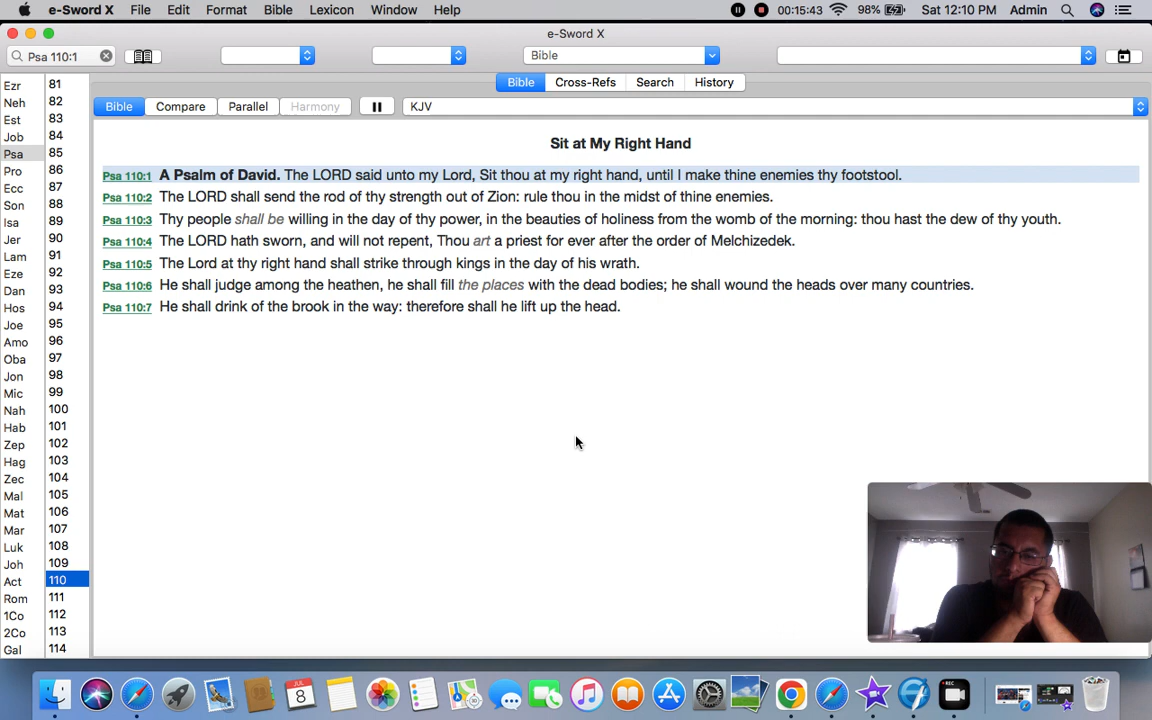 e-Sword X File Edit Format Bible Lexicon Window Help 00:15:43 98% Sat 12:10 PM Admin
e-Sword X
Psa 110:1 Bible
Bible Cross-Refs Search History
Bible Compare Parallel Harmony KJV
Sit at My Right Hand
Psa 110:1 A Psalm of David. The LORD said unto my Lord, Sit thou at my right hand, until I make thine enemies thy footstool.
Psa 110:2 The LORD shall send the rod of thy strength out of Zion: rule thou in the midst of thine enemies.
Psa 110:3 Thy people shall be willing in the day of thy power, in the beauties of holiness from the womb of the morning: thou hast the dew of thy youth.
Psa 110:4 The LORD hath sworn, and will not repent, Thou art a priest for ever after the order of Melchizedek.
Psa 110:5 The Lord at thy right hand shall strike through kings in the day of his wrath.
Psa 110:6 He shall judge among the heathen, he shall fill the places with the dead bodies; he shall wound the heads over many countries.
Psa 110:7 He shall drink of the brook in the way: therefore shall he lift up the head.
Ezr 81
Neh 82
Est 83
Job 84
Psa 85
Pro 86
Ecc 87
Son 88
Isa 89
Jer 90
Lam 91
Eze 92
Dan 93
Hos 94
Joe 95
Amo 96
Oba 97
Jon 98
Mic 99
Nah 100
Hab 101
Zep 102
Hag 103
Zec 104
Mal 105
Mat 106
Mar 107
Luk 108
Joh 109
Act 110
Rom 111
1Co 112
2Co 113
Gal 114
JUL
8
REC